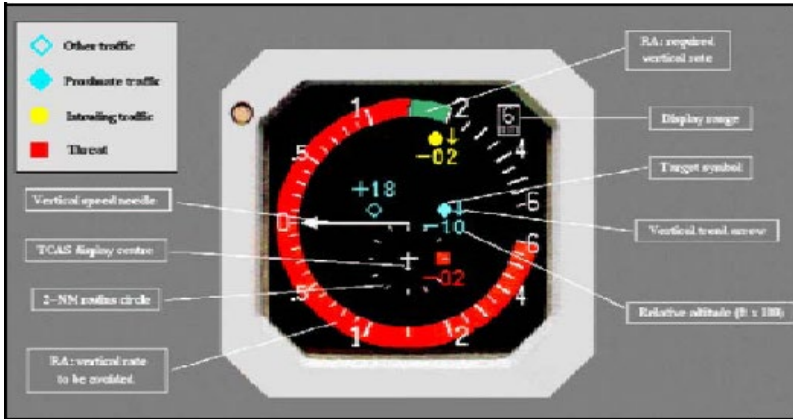 Other traffic
Proximate traffic
Intruding traffic
Threat
RA: required
vertical rate
Display range
Target symbol
Vertical trend arrow
Relative altitude (ft x 100)
Vertical speed needle
TCAS display centre
2-NM radius circle
RA: vertical rate
to be avoided
1
2
6
.5
4
-02
+18
6
0
-10
6
-02
.5
4
1
2